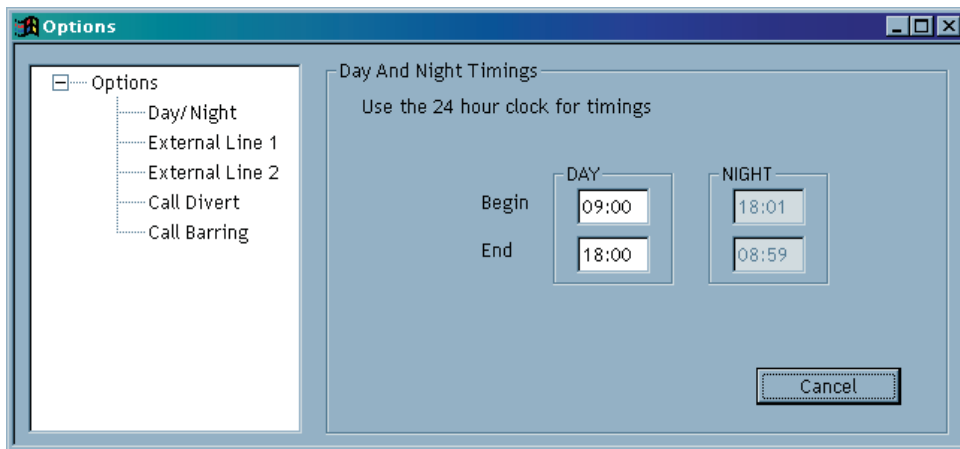 Options
Options
Day/Night
External Line 1
External Line 2
Call Divert
Call Barring
Day And Night Timings
Use the 24 hour clock for timings
DAY NIGHT
Begin 09:00 18:01
End 18:00 08:59
Cancel